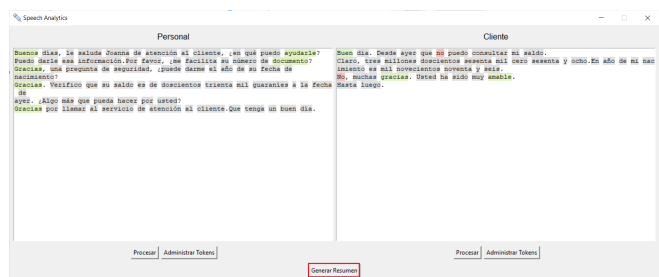 Speech Analytics
Personal
Buenos dias, le saluda Joanna de atención al cliente, ¿en qué puedo ayudarle?
Puedo darle esa información.Por favor, ¿me facilita su número de documento?
Gracias, una pregunta de seguridad, ¿puede darme el año de su fecha de
nacimiento?
Gracias. Verifico que su saldo es de doscientos trienta mil guaranies a la fecha
de
ayer. ¿Algo más que pueda hacer por usted?
Gracias por llamar al servicio de atención al cliente.Que tenga un buen día.
Procesar
Administrar Tokens
Cliente
Buen dia. Desde ayer que no puedo consultar mi saldo.
Claro, tres millones doscientos sesenta mil cero sesenta y ocho.En año de mi nac
imiento es mil novecientos noventa y seis.
No, muchas gracias. Usted ha sido muy amable.
Hasta luego.
Procesar
Administrar Tokens
Generar Resumen